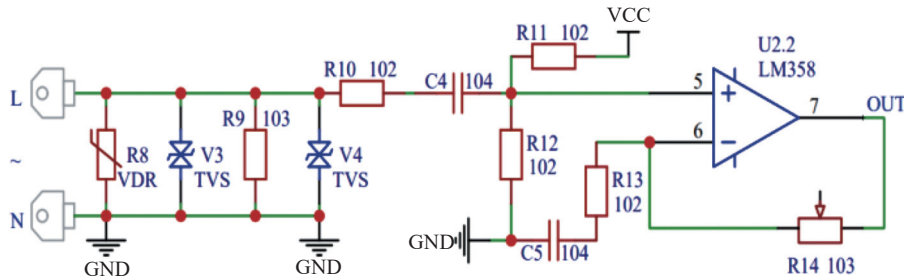 VCC
R11 102
U2.2
LM358
R10 102
C4 104
L
5
+
7
OUT
R9 103
R8
VDR
V3
TVS
V4
TVS
R12
102
6
−
~
R13
102
N
GND
GND
GND
C5 104
R14 103